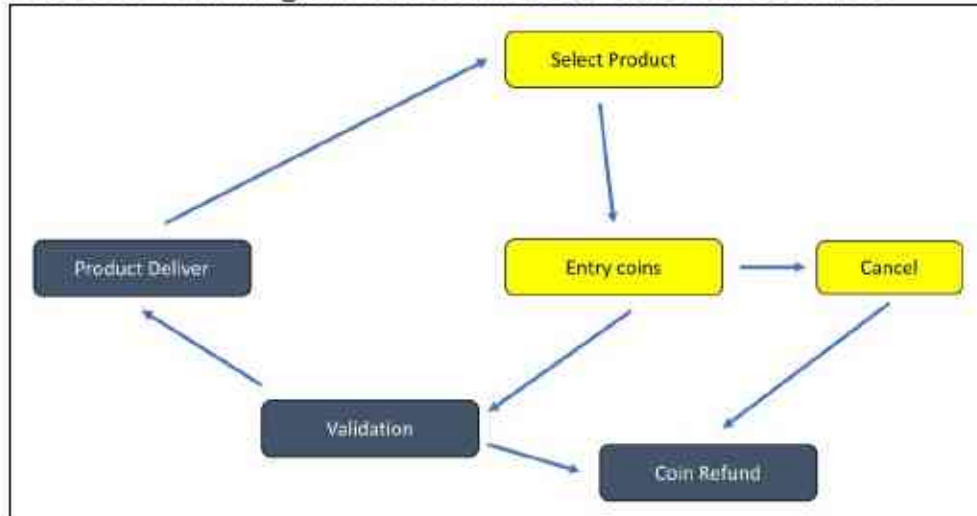 Select Product
Product Deliver
Entry coins
Cancel
Validation
Coin Refund